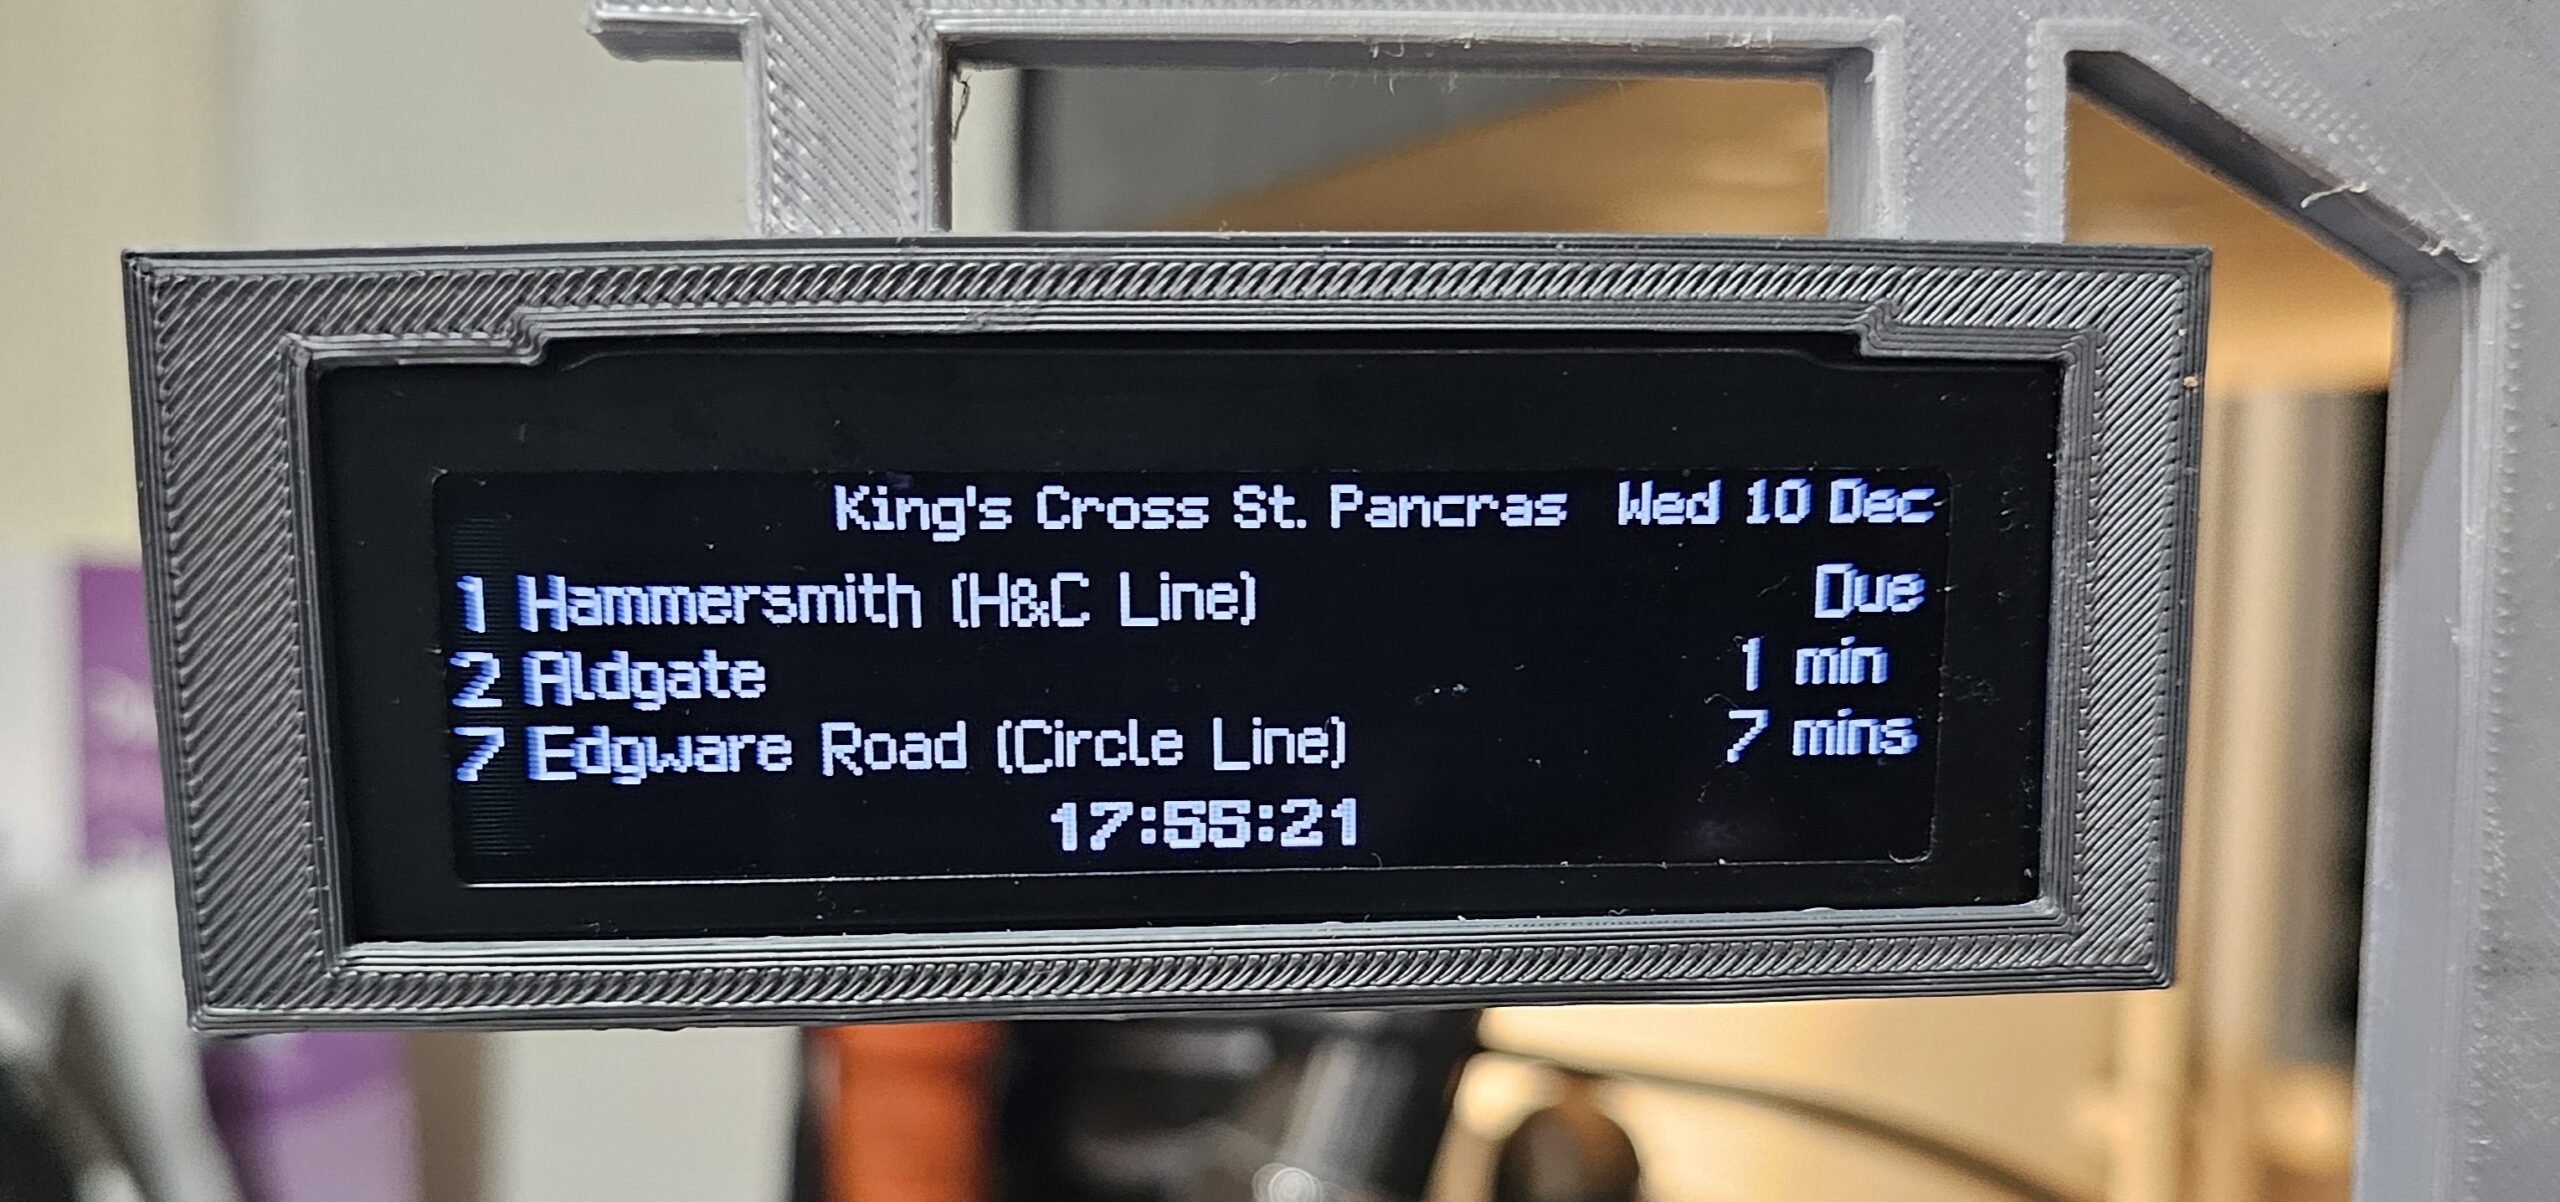 King's Cross St. Pancras Wed 10 Dec
1 Hammersmith (H&C Line) Due
2 Aldgate 1 min
7 Edgware Road (Circle Line) 7 mins
17:55:21